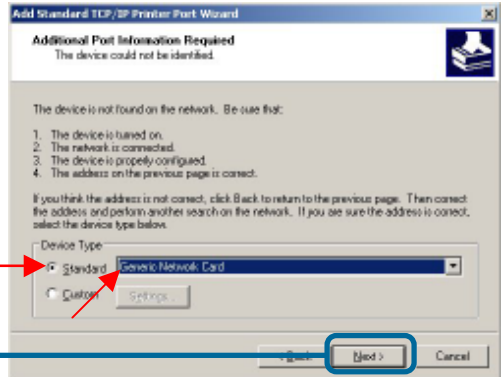 Add Standard TCP/IP Printer Port Wizard
Additional Port Information Required
The device could not be identified.
The device is not found on the network. Be sure that:
1. The device is turned on.
2. The network is connected.
3. The device is properly configured.
4. The address on the previous page is correct.
If you think the address is not correct, click Back to return to the previous page. Then correct
the address and perform another search on the network. If you are sure the address is correct,
select the device type below.
Device Type
Standard Generic Network Card
Custom Settings...
< Back Next > Cancel